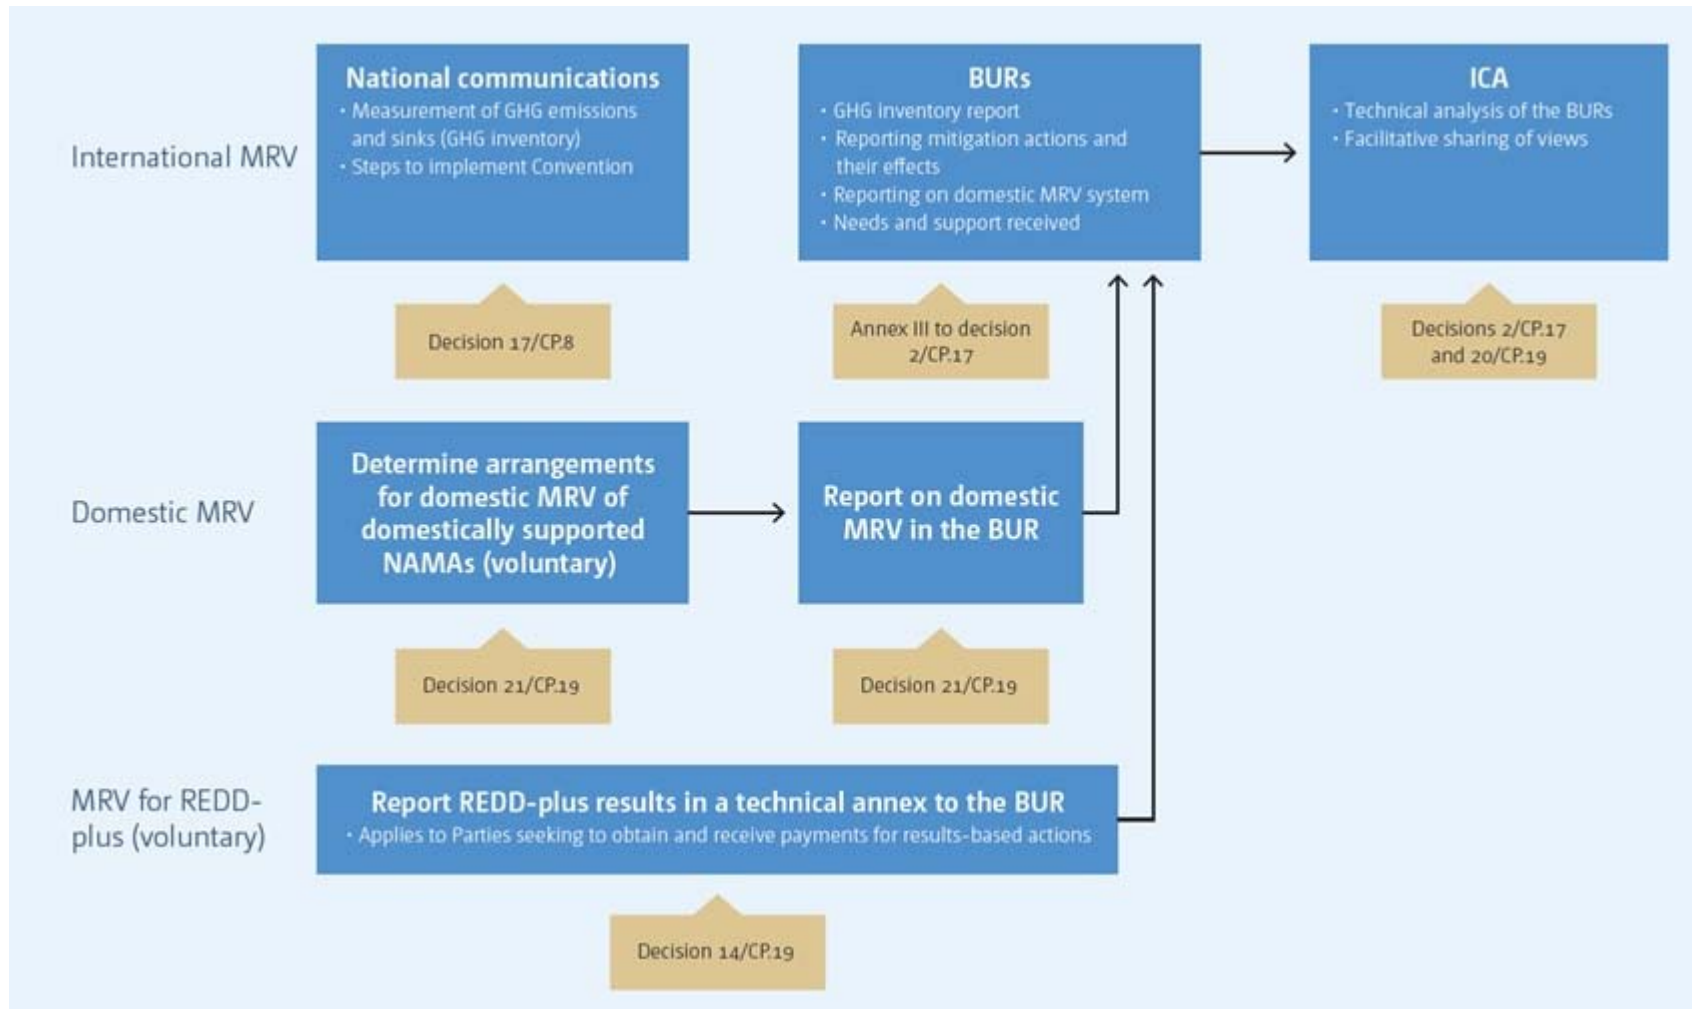 International MRV
National communications
· Measurement of GHG emissions
and sinks (GHG inventory)
· Steps to implement Convention
BURs
· GHG inventory report
· Reporting mitigation actions and
their effects
· Reporting on domestic MRV system
· Needs and support received
ICA
· Technical analysis of the BURs
· Facilitative sharing of views
Decision 17/CP.8
Annex III to decision
2/CP.17
Decisions 2/CP.17
and 20/CP.19
Domestic MRV
Determine arrangements
for domestic MRV of
domestically supported
NAMAs (voluntary)
Report on domestic
MRV in the BUR
Decision 21/CP.19
Decision 21/CP.19
MRV for REDD-
plus (voluntary)
Report REDD-plus results in a technical annex to the BUR
· Applies to Parties seeking to obtain and receive payments for results-based actions
Decision 14/CP.19